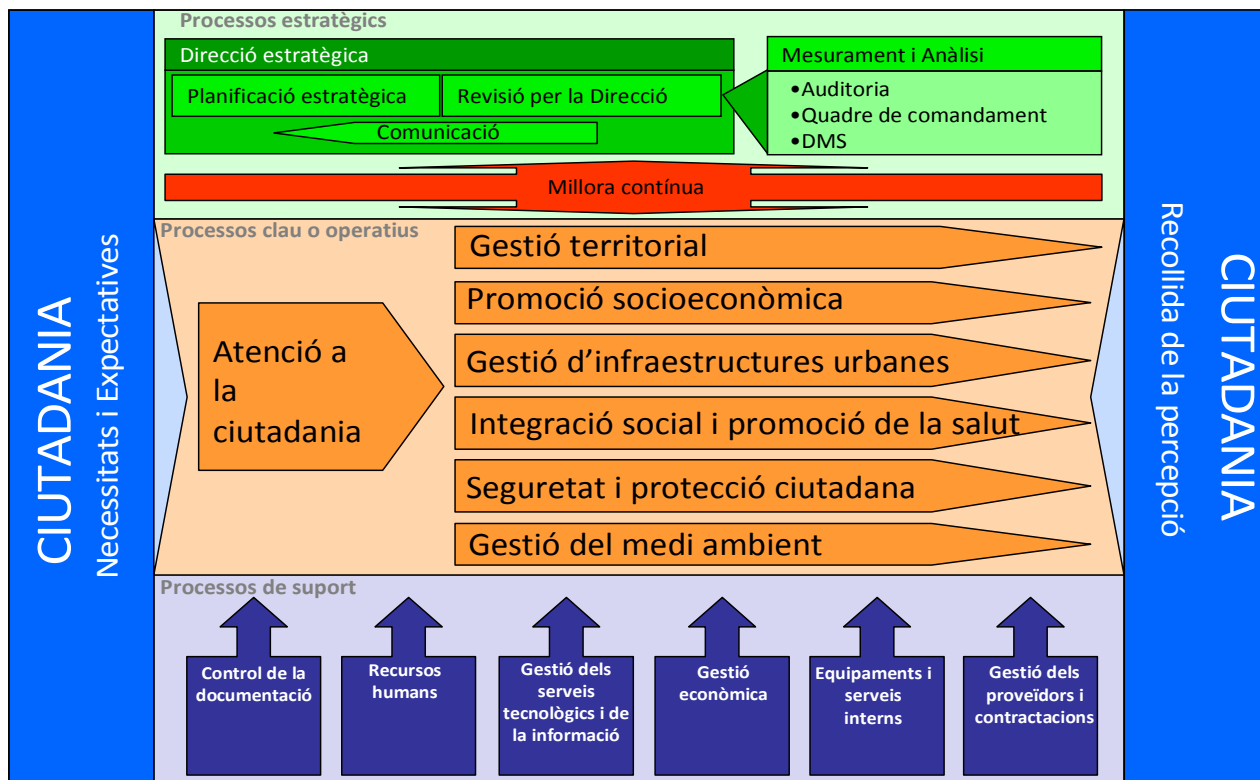 Processos estratègics
Direcció estratègica
Planificació estratègica
Revisió per la Direcció
Comunicació
Mesurament i Anàlisi
•Auditoria
•Quadre de comandament
•DMS
Millora contínua
CIUTADANIA
Necessitats i Expectatives
Processos clau o operatius
Atenció a
la
ciutadania
Gestió territorial
Promoció socioeconòmica
Gestió d’infraestructures urbanes
Integració social i promoció de la salut
Seguretat i protecció ciutadana
Gestió del medi ambient
CIUTADANIA
Recollida de la percepció
Processos de suport
Control de la
documentació
Recursos
humans
Gestió dels
serveis
tecnològics i de
la informació
Gestió
econòmica
Equipaments i
serveis
interns
Gestió dels
proveïdors i
contractacions